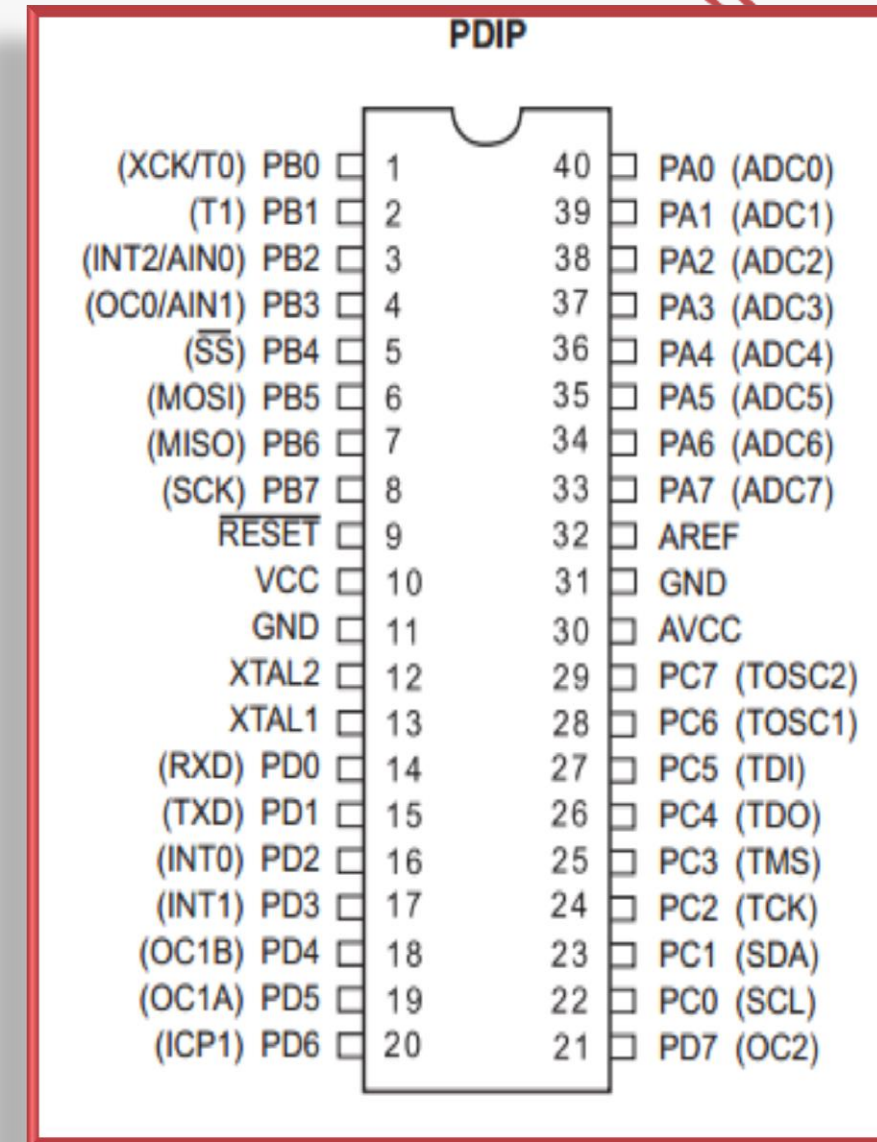 PDIP
(XCK/T0) PB0 1 40 PA0 (ADC0)
(T1) PB1 2 39 PA1 (ADC1)
(INT2/AIN0) PB2 3 38 PA2 (ADC2)
(OC0/AIN1) PB3 4 37 PA3 (ADC3)
(S̅S̅) PB4 5 36 PA4 (ADC4)
(MOSI) PB5 6 35 PA5 (ADC5)
(MISO) PB6 7 34 PA6 (ADC6)
(SCK) PB7 8 33 PA7 (ADC7)
R̅E̅S̅E̅T̅ 9 32 AREF
VCC 10 31 GND
GND 11 30 AVCC
XTAL2 12 29 PC7 (TOSC2)
XTAL1 13 28 PC6 (TOSC1)
(RXD) PD0 14 27 PC5 (TDI)
(TXD) PD1 15 26 PC4 (TDO)
(INT0) PD2 16 25 PC3 (TMS)
(INT1) PD3 17 24 PC2 (TCK)
(OC1B) PD4 18 23 PC1 (SDA)
(OC1A) PD5 19 22 PC0 (SCL)
(ICP1) PD6 20 21 PD7 (OC2)